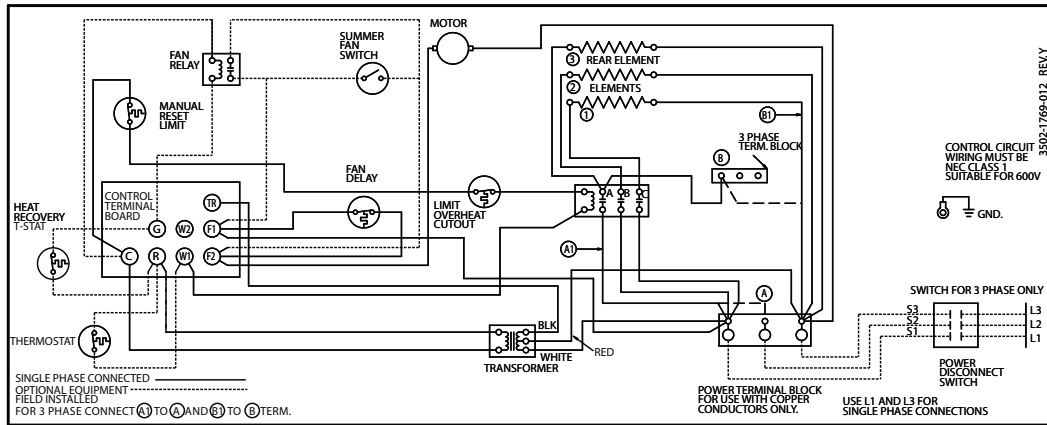 MOTOR
SUMMER
FAN
SWITCH
FAN
RELAY
3 REAR ELEMENT
2 ELEMENTS
1
B1
MANUAL
RESET
LIMIT
3 PHASE
TERM. BLOCK
B
CONTROL CIRCUIT
WIRING MUST BE
NEC CLASS 1
SUITABLE FOR 600V
3502-1769-012 REV.Y
GND.
FAN
DELAY
LIMIT
OVERHEAT
CUTOUT
A B C
HEAT
RECOVERY
T-STAT
CONTROL
TERMINAL
BOARD
TR
G W2 F1
C R W1 F2
A1
A
SWITCH FOR 3 PHASE ONLY
S3 L3
S2 L2
S1 L1
POWER
DISCONNECT
SWITCH
THERMOSTAT
BLK
WHITE
RED
TRANSFORMER
POWER TERMINAL BLOCK
FOR USE WITH COPPER
CONDUCTORS ONLY.
USE L1 AND L3 FOR
SINGLE PHASE CONNECTIONS
SINGLE PHASE CONNECTED
OPTIONAL EQUIPMENT
FIELD INSTALLED
FOR 3 PHASE CONNECT A1 TO A AND B1 TO B TERM.